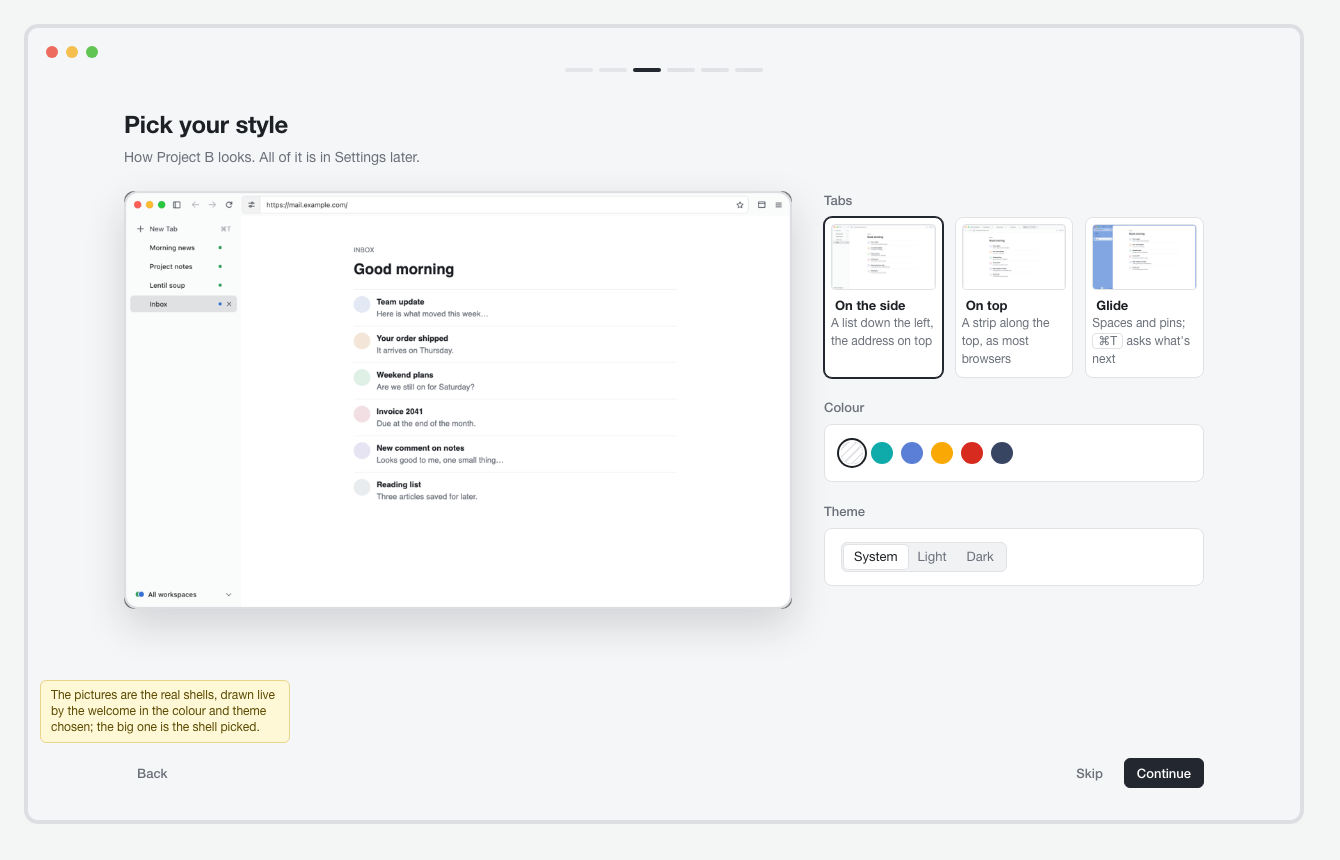 Pick your style
How Project B looks. All of it is in Settings later.
https://mail.example.com/
New Tab ⌘T
Morning news
Project notes
Lentil soup
Inbox
All workspaces
INBOX
Good morning
Team update
Here is what moved this week…
Your order shipped
It arrives on Thursday.
Weekend plans
Are we still on for Saturday?
Invoice 2041
Due at the end of the month.
New comment on notes
Looks good to me, one small thing…
Reading list
Three articles saved for later.
Tabs
On the side
A list down the left,
the address on top
On top
A strip along the
top, as most
browsers
Glide
Spaces and pins;
⌘T asks what's
next
Colour
Theme
System Light Dark
The pictures are the real shells, drawn live
by the welcome in the colour and theme
chosen; the big one is the shell picked.
Back
Skip
Continue